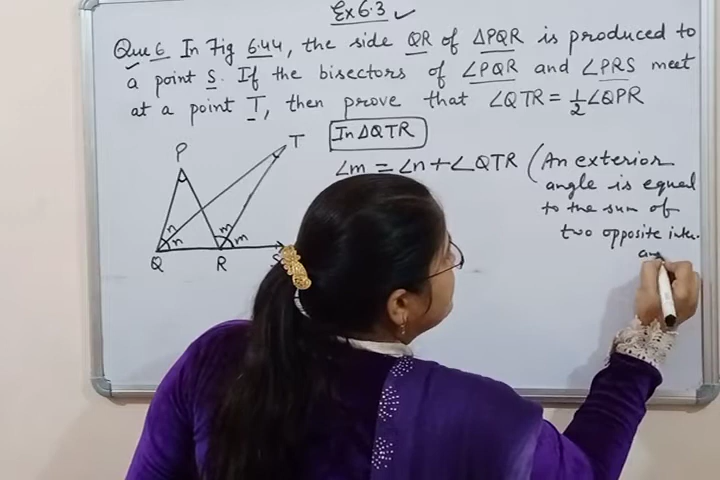 Ex 6.3
Que 6 In Fig 6.44, the side QR of ΔPQR is produced to
a point S. If the bisectors of ∠PQR and ∠PRS meet
at a point T, then prove that ∠QTR = ½∠QPR
In ΔQTR
∠m = ∠n + ∠QTR (An exterior
angle is equal
to the sum of
two opposite inter.
P
T
n
n
m
m
Q
R